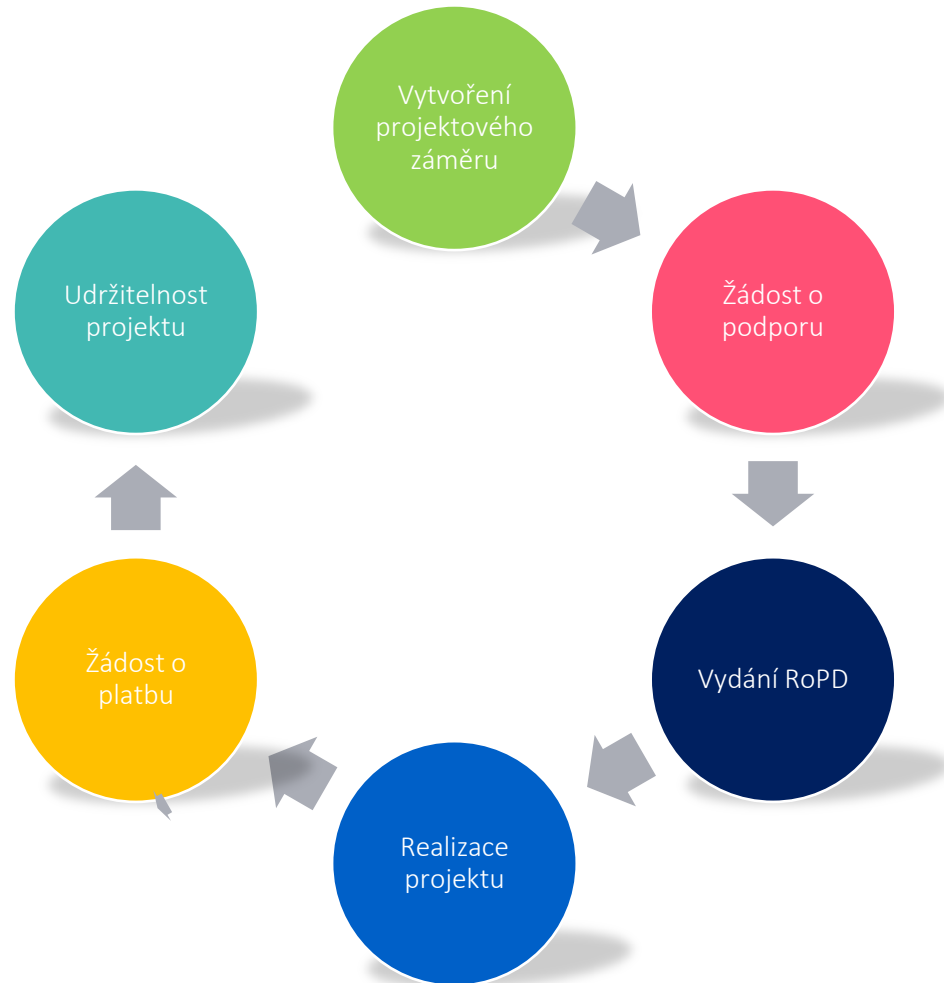 Vytvoření
projektového
záměru
Žádost o
podporu
Vydání RoPD
Realizace
projektu
Žádost o
platbu
Udržitelnost
projektu